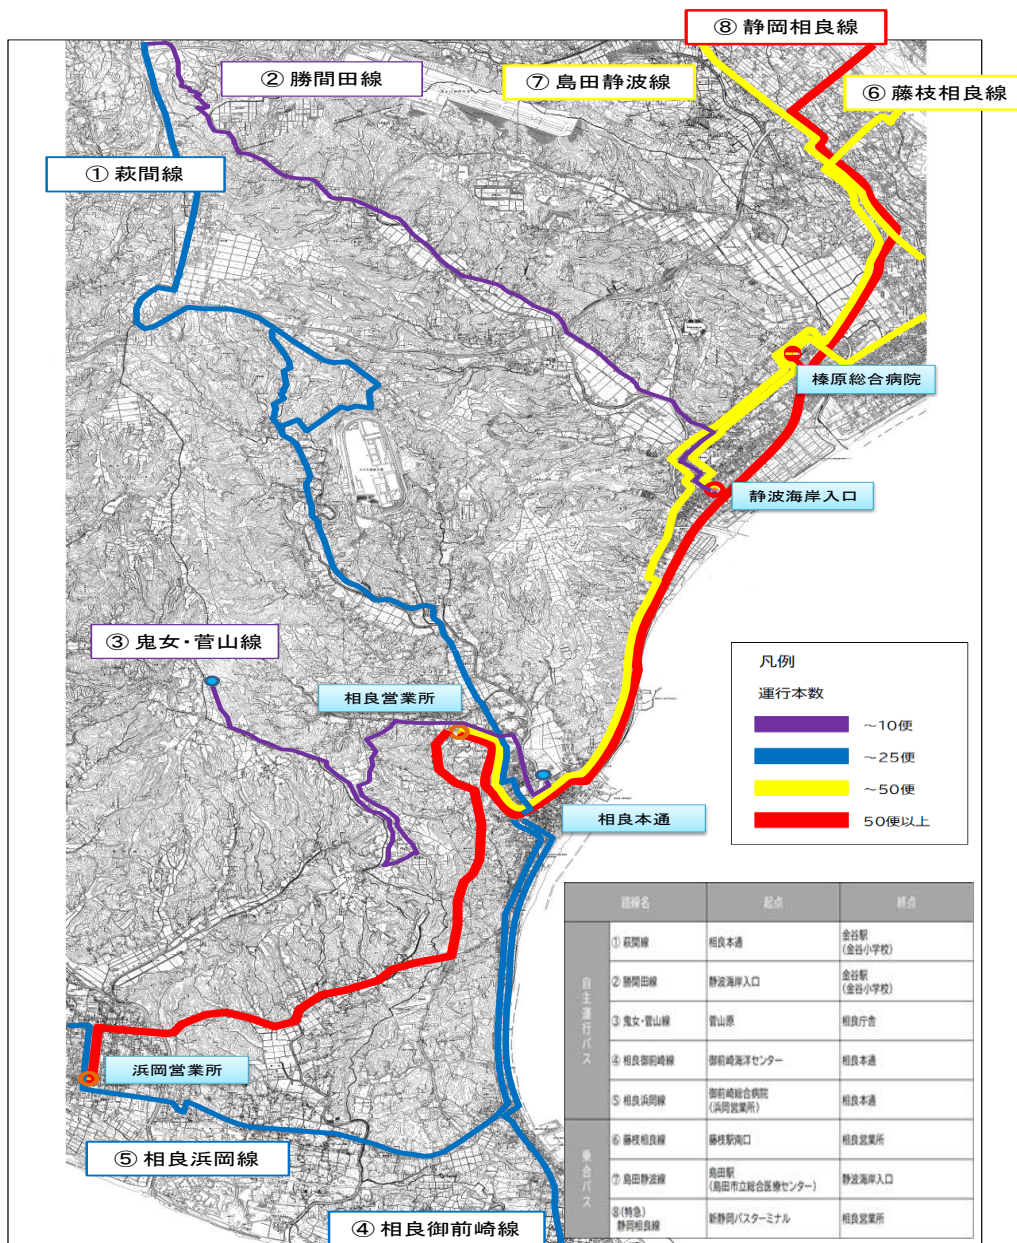 ⑧ 静岡相良線
② 勝間田線
⑦ 島田静波線
⑥ 藤枝相良線
① 萩間線
榛原総合病院
静波海岸入口
③ 鬼女・菅山線
相良営業所
相良本通
凡例
運行本数
～10便
～25便
～50便
50便以上
浜岡営業所
⑤ 相良浜岡線
④ 相良御前崎線
路線名 起点 終点
自主運行バス
① 萩間線 相良本通 金谷駅
(金谷小学校)
② 勝間田線 静波海岸入口 金谷駅
(金谷小学校)
③ 鬼女・菅山線 菅山原 相良庁舎
④ 相良御前崎線 御前崎海洋センター 相良本通
⑤ 相良浜岡線 御前崎総合病院
(浜岡営業所) 相良本通
乗合バス
⑥ 藤枝相良線 藤枝駅南口 相良営業所
⑦ 島田静波線 島田駅
(島田市立総合医療センター) 静波海岸入口
⑧(特急)
静岡相良線 新静岡バスターミナル 相良営業所